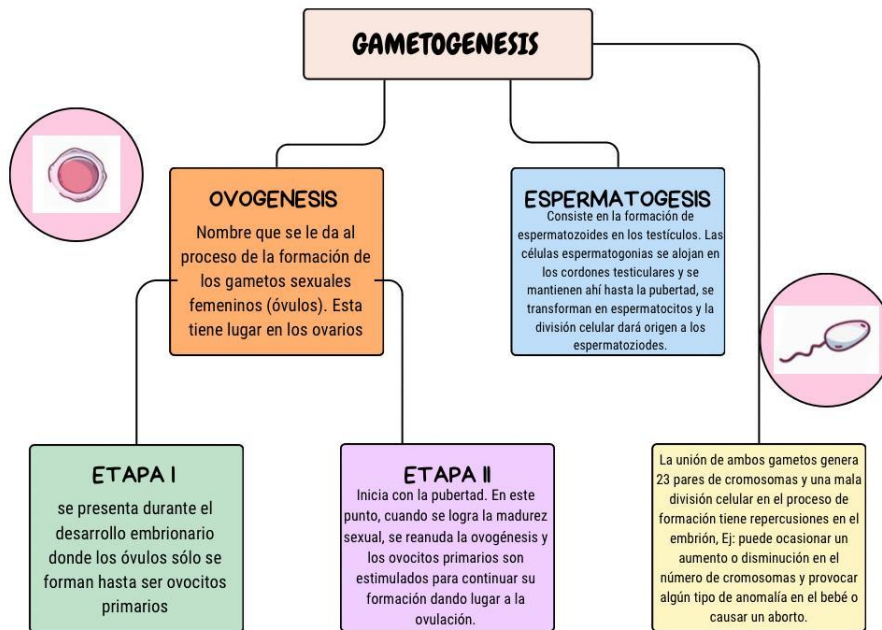 GAMETOGENESIS
OVOGENESIS
Nombre que se le da al
proceso de la formación de
los gametos sexuales
femeninos (óvulos). Esta
tiene lugar en los ovarios
ESPERMATOGESIS
Consiste en la formación de
espermatozoides en los testículos. Las
células espermatogonias se alojan en
los cordones testiculares y se
mantienen ahí hasta la pubertad, se
transforman en espermatocitos y la
división celular dará origen a los
espermatoziodes.
ETAPA I
se presenta durante el
desarrollo embrionario
donde los óvulos sólo se
forman hasta ser ovocitos
primarios
ETAPA II
Inicia con la pubertad. En este
punto, cuando se logra la madurez
sexual, se reanuda la ovogénesis y
los ovocitos primarios son
estimulados para continuar su
formación dando lugar a la
ovulación.
La unión de ambos gametos genera
23 pares de cromosomas y una mala
división celular en el proceso de
formación tiene repercusiones en el
embrión, Ej: puede ocasionar un
aumento o disminución en el
número de cromosomas y provocar
algún tipo de anomalía en el bebé o
causar un aborto.